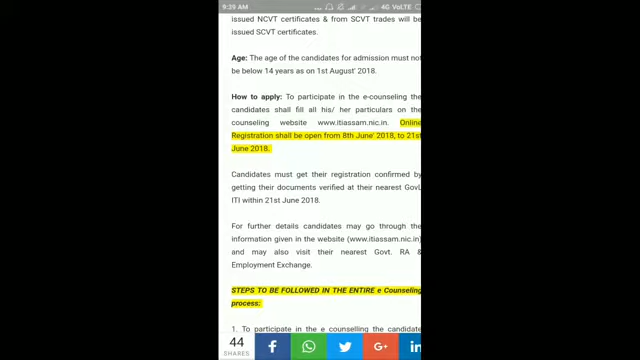 9:39 AM
4G VoLTE
issued NCVT certificates & from SCVT trades will be
issued SCVT certificates.
Age: The age of the candidates for admission must not
be below 14 years as on 1st August' 2018.
How to apply: To participate in the e-counseling the
candidates shall fill all his/ her particulars on the
counseling website www.itiassam.nic.in. Online
Registration shall be open from 8th June' 2018, to 21st
June 2018.
Candidates must get their registration confirmed by
getting their documents verified at their nearest Govt.
ITI within 21st June 2018.
For further details candidates may go through the
information given in the website (www.itiassam.nic.in)
and may also visit their nearest Govt. RA &
Employment Exchange.
STEPS TO BE FOLLOWED IN THE ENTIRE e Counseling
process:
1. To participate in the e counselling the candidate
44
SHARES
f
G+
in